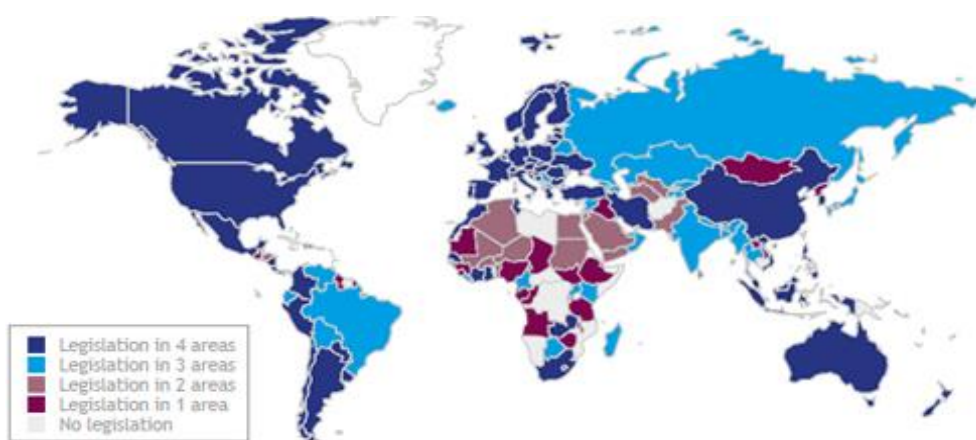 Legislation in 4 areas
Legislation in 3 areas
Legislation in 2 areas
Legislation in 1 area
No legislation